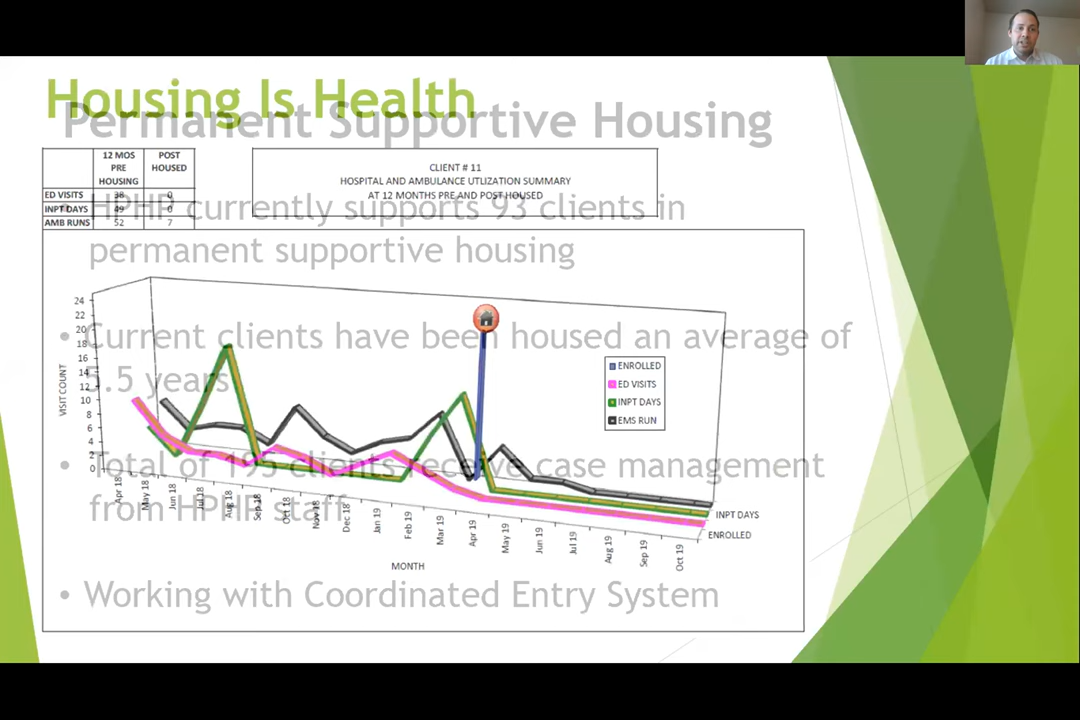 Housing Is Health
Permanent Supportive Housing
12 MOS PRE HOUSING POST HOUSED
ED VISITS 38 0
INPT DAYS 49 0
AMB RUNS 52 7
CLIENT # 11
HOSPITAL AND AMBULANCE UTLIZATION SUMMARY
AT 12 MONTHS PRE AND POST HOUSED
• HPHP currently supports 93 clients in
permanent supportive housing
• Current clients have been housed an average of
5.5 years
• Total of clients receive case management
from HPHP staff
• Working with Coordinated Entry System
VISIT COUNT
24
22
20
18
16
14
12
10
8
6
4
2
0
ENROLLED
ED VISITS
INPT DAYS
EMS RUN
Apr 18 May 18 Jun 18 Jul 18 Aug 18 Sep 18 Oct 18 Nov 18 Dec 18 Jan 19 Feb 19 Mar 19 Apr 19 May 19 Jun 19 Jul 19 Aug 19 Sep 19 Oct 19
INPT DAYS
ENROLLED
MONTH